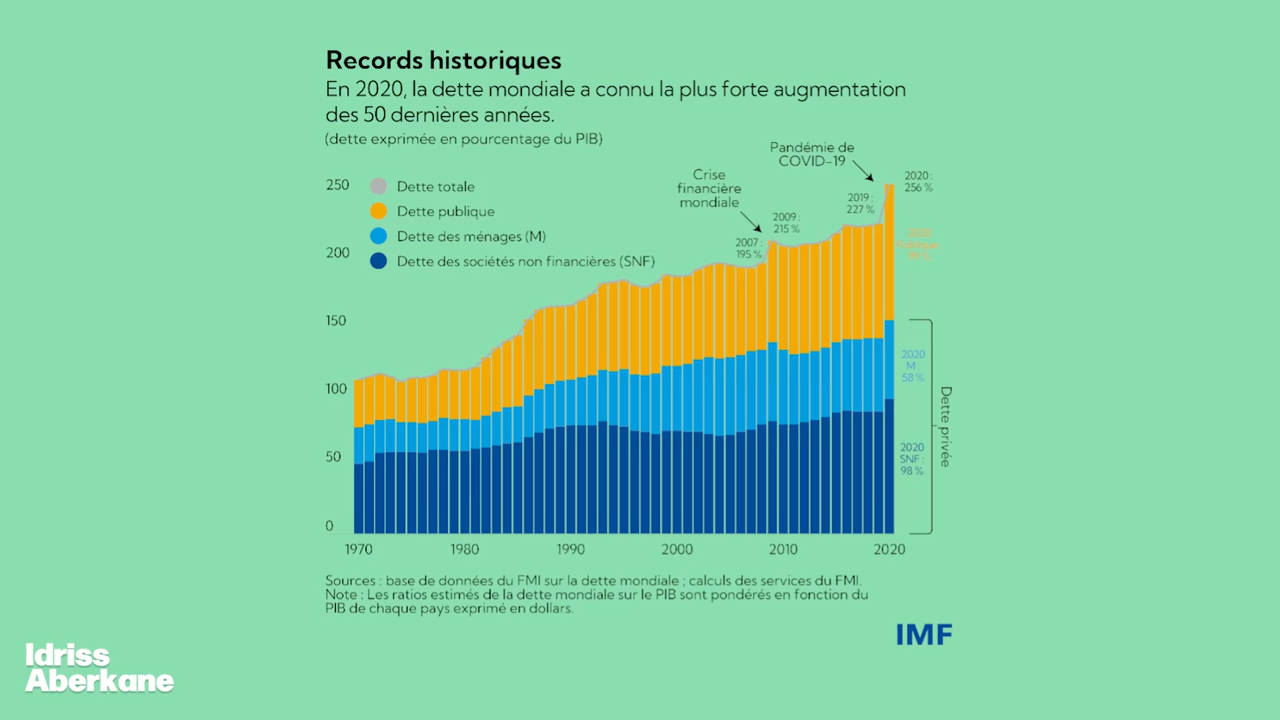 Records historiques
En 2020, la dette mondiale a connu la plus forte augmentation
des 50 dernières années.
(dette exprimée en pourcentage du PIB)
Pandémie de
COVID-19
Crise
financière
mondiale
2020 :
256 %
2019 :
227 %
2009 :
215 %
2007 :
195 %
250
200
150
100
50
0
Dette totale
Dette publique
Dette des ménages (M)
Dette des sociétés non financières (SNF)
2020
M
58 %
2020
SNF :
98 %
Dette privée
1970
1980
1990
2000
2010
2020
Sources : base de données du FMI sur la dette mondiale ; calculs des services du FMI.
Note : Les ratios estimés de la dette mondiale sur le PIB sont pondérés en fonction du
PIB de chaque pays exprimé en dollars.
IMF
Idriss
Aberkane